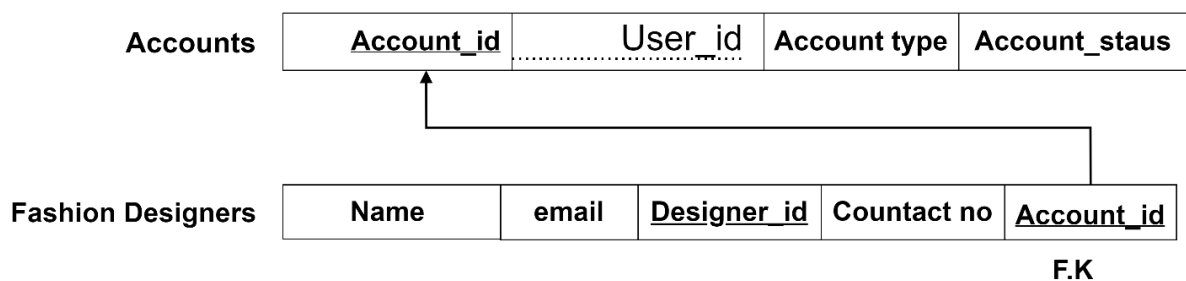 Accounts Account_id User_id Account type Account_staus
Fashion Designers Name email Designer_id Countact no Account_id
F.K